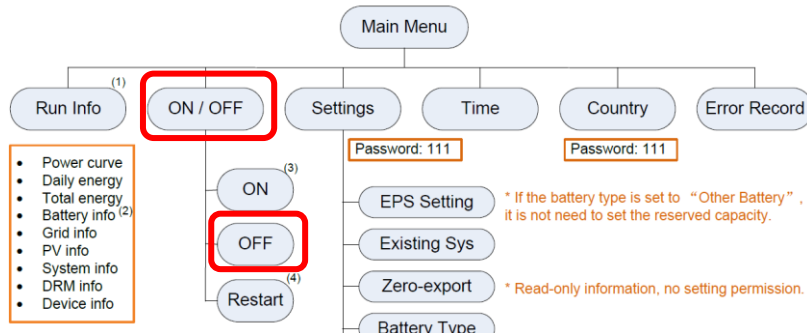 Main Menu
(1)
Run Info
ON / OFF
Settings
Time
Country
Error Record
Password: 111
Password: 111
• Power curve
• Daily energy
• Total energy
• Battery info (2)
• Grid info
• PV info
• System info
• DRM info
• Device info
(3)
ON
OFF
(4)
Restart
EPS Setting
* If the battery type is set to “Other Battery”,
it is not need to set the reserved capacity.
Existing Sys
Zero-export
* Read-only information, no setting permission.
Battery Type